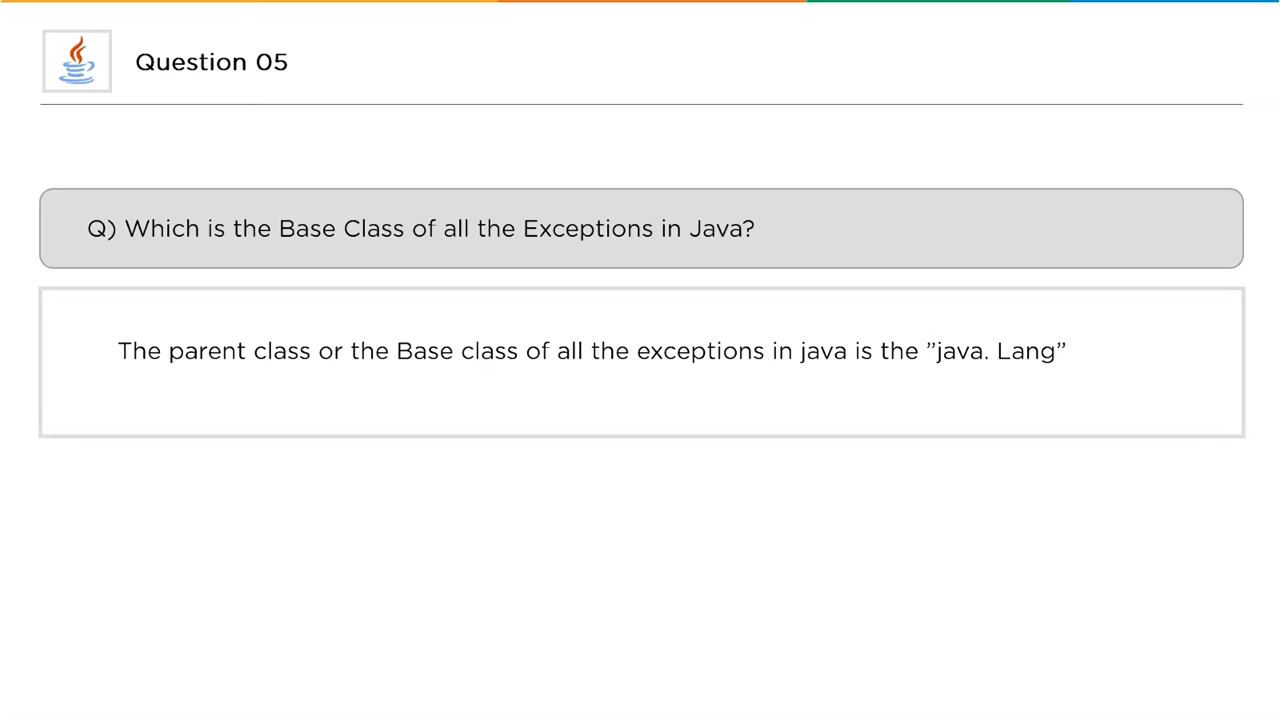 Question 05
Q) Which is the Base Class of all the Exceptions in Java?
The parent class or the Base class of all the exceptions in java is the ”java. Lang”